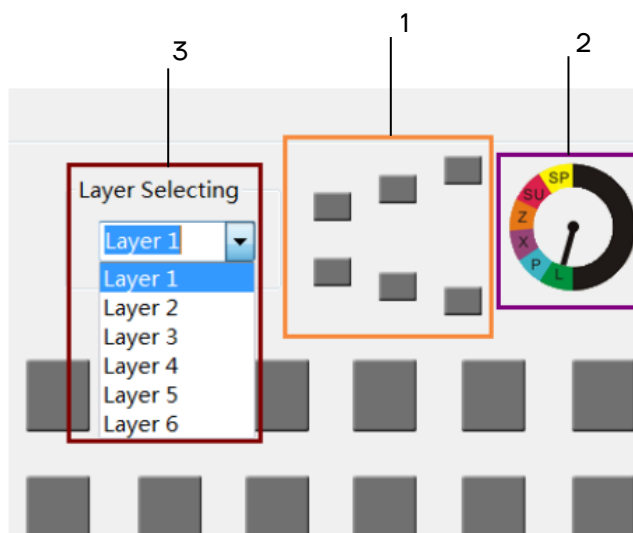 1
2
3
Layer Selecting
Layer 1
Layer 1
Layer 2
Layer 3
Layer 4
Layer 5
Layer 6
SP
SU
Z
X
P
L